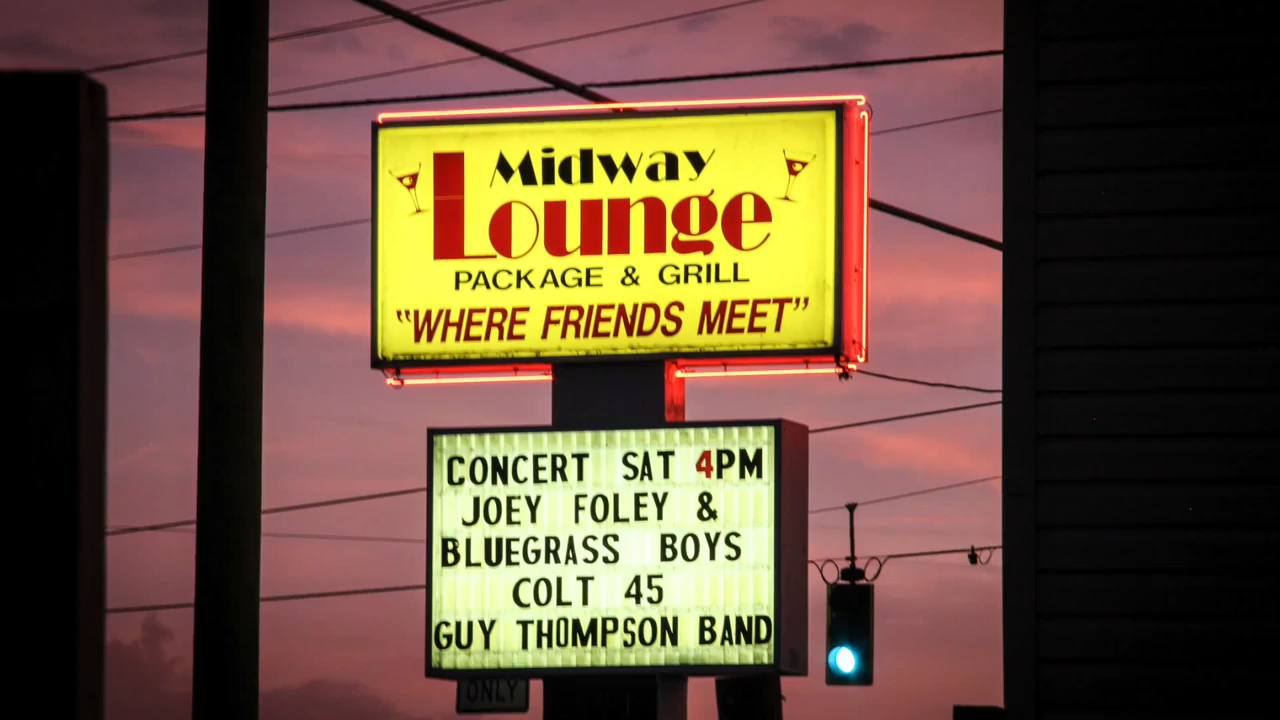 Midway
Lounge
PACKAGE & GRILL
"WHERE FRIENDS MEET"
CONCERT SAT 4PM
JOEY FOLEY &
BLUEGRASS BOYS
COLT 45
GUY THOMPSON BAND
ONLY